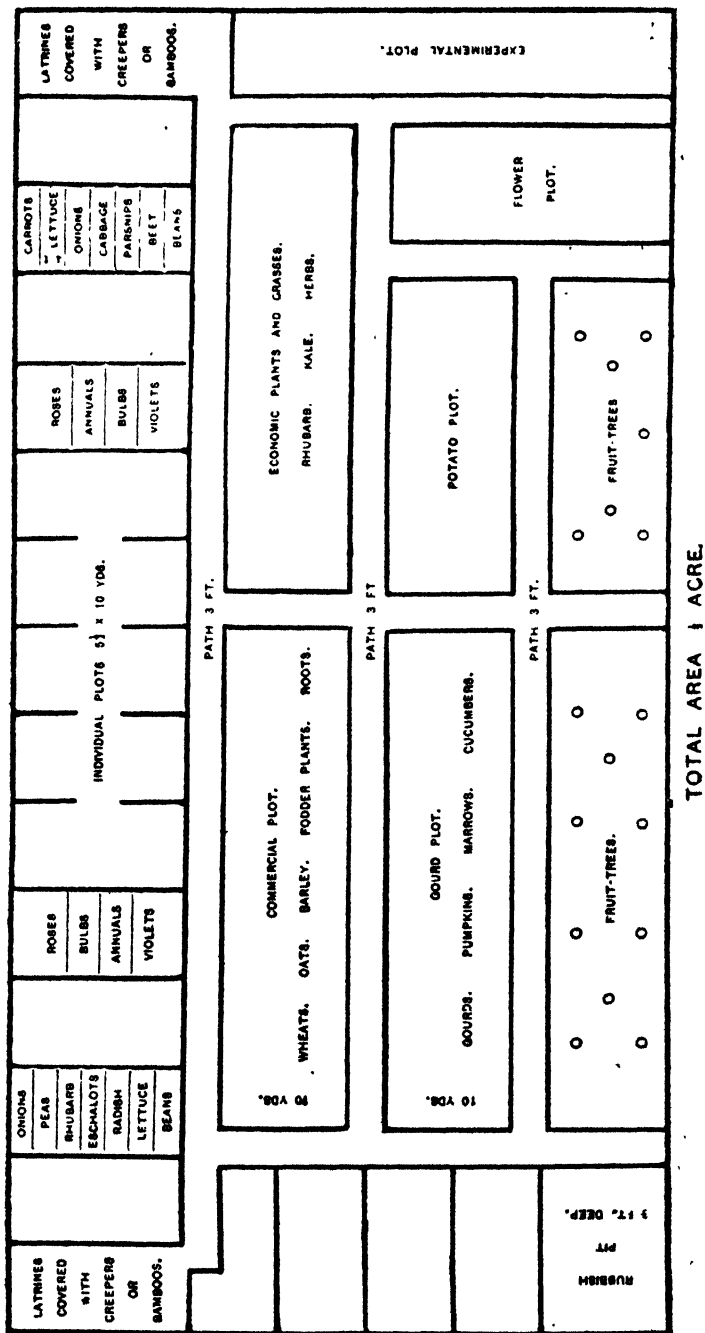 LATRINES
COVERED
WITH
CREEPERS
OR
BAMBOOS.
ONIONS
PEAS
RHUBARB
ESCHALOTS
RADISH
LETTUCE
BEANS
ROSES
BULBS
ANNUALS
VIOLETS
INDIVIDUAL PLOTS 5½ × 10 YDS.
ROSES
ANNUALS
BULBS
VIOLETS
CARROTS
LETTUCE
ONIONS
CABBAGE
PARSNIPS
BEET
BEANS
LATRINES
COVERED
WITH
CREEPERS
OR
BAMBOOS.
PATH 3 FT.
10 YDS.
COMMERCIAL PLOT.
WHEATS. OATS. BARLEY. FODDER PLANTS. ROOTS.
ECONOMIC PLANTS AND GRASSES.
RHUBARB. KALE. HERBS.
EXPERIMENTAL PLOT.
PATH 3 FT
10 YDS.
GOURD PLOT.
GOURDS. PUMPKINS. MARROWS. CUCUMBERS.
POTATO PLOT.
FLOWER
PLOT.
PATH 3 FT.
RUBBISH
PIT
3 FT. DEEP.
FRUIT-TREES.
FRUIT-TREES
TOTAL AREA ACRE.